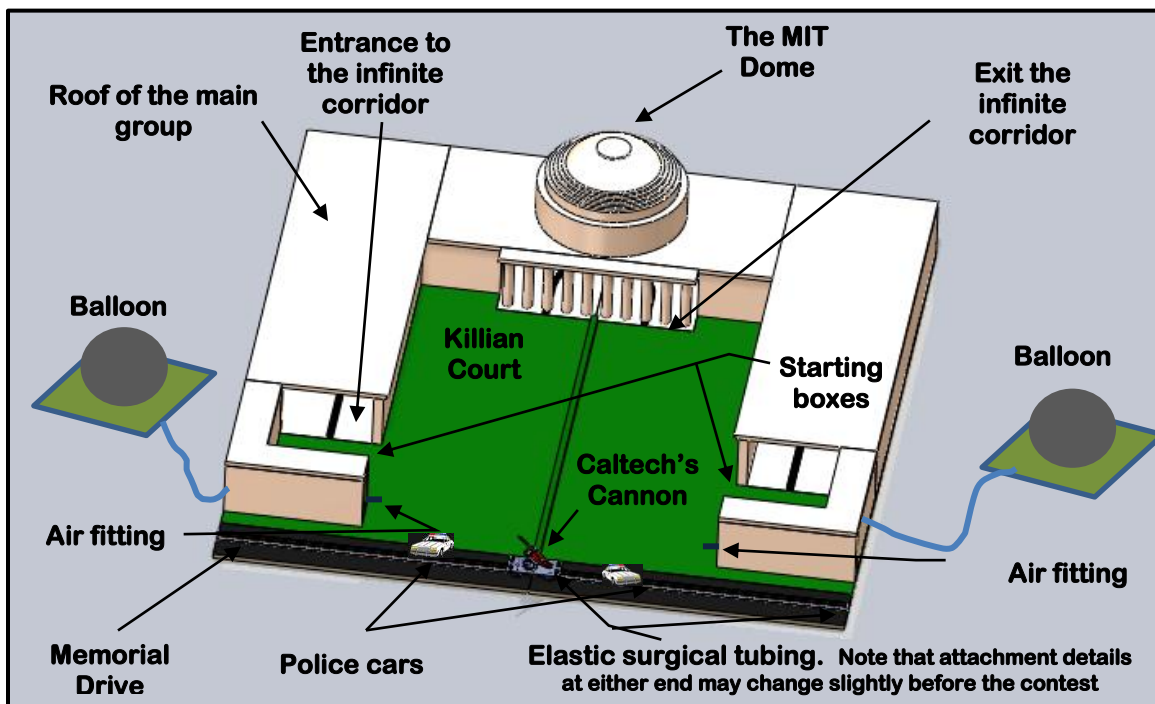 The MIT
Dome
Entrance to
the infinite
corridor
Exit the
infinite
corridor
Roof of the main
group
Balloon
Killian
Court
Starting
boxes
Balloon
Caltech’s
Cannon
Air fitting
Air fitting
Memorial
Drive
Police cars
Elastic surgical tubing. Note that attachment details
at either end may change slightly before the contest